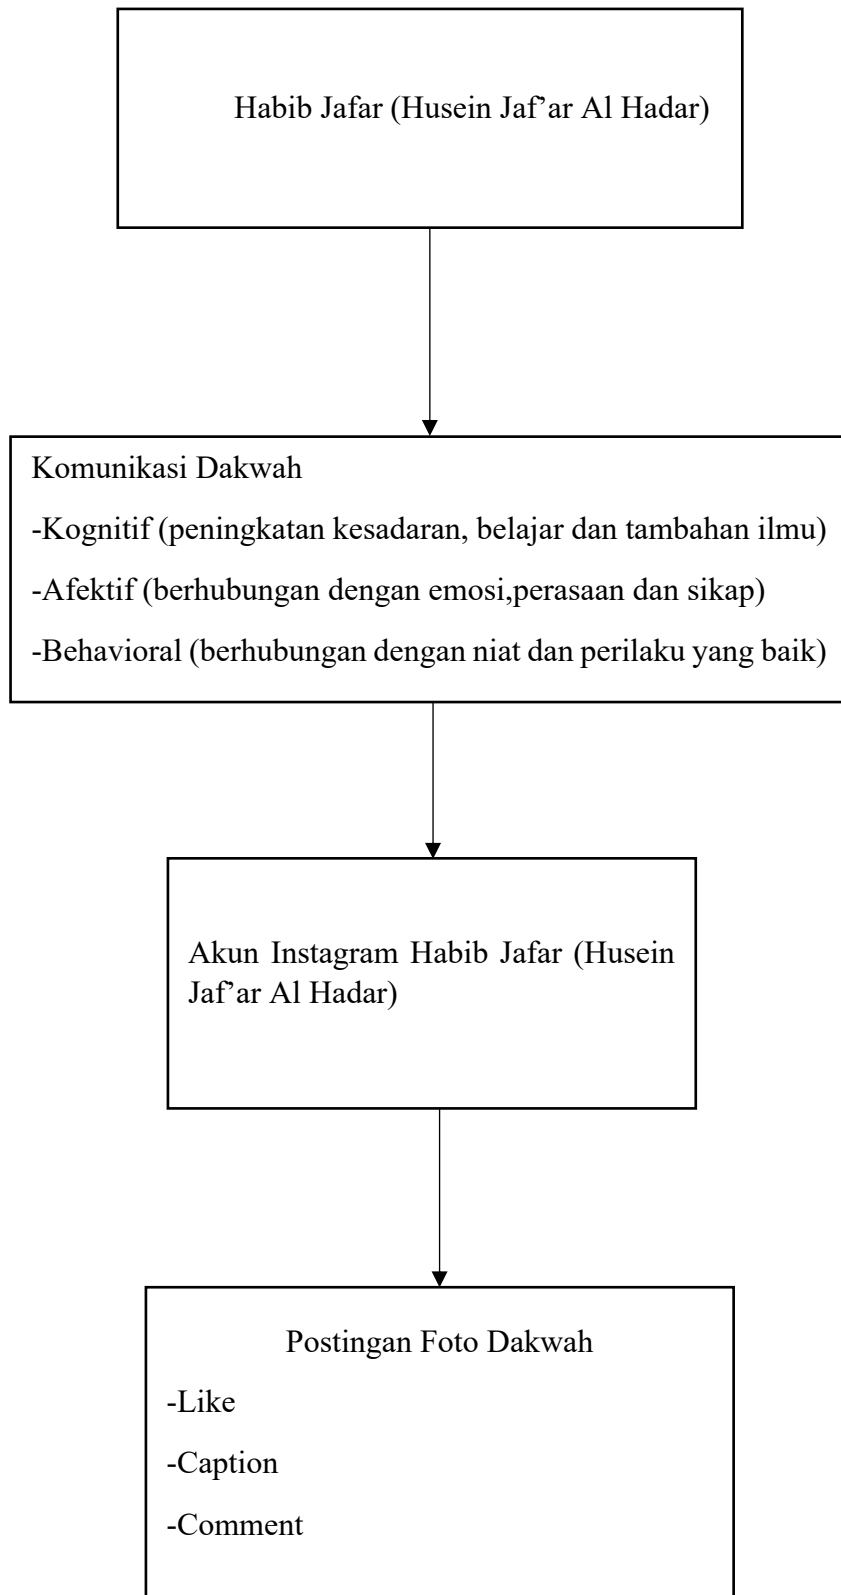 Habib Jafar (Husein Jaf’ar Al Hadar)
Komunikasi Dakwah
-Kognitif (peningkatan kesadaran, belajar dan tambahan ilmu)
-Afektif (berhubungan dengan emosi,perasaan dan sikap)
-Behavioral (berhubungan dengan niat dan perilaku yang baik)
Akun Instagram Habib Jafar (Husein
Jaf’ar Al Hadar)
Postingan Foto Dakwah
-Like
-Caption
-Comment